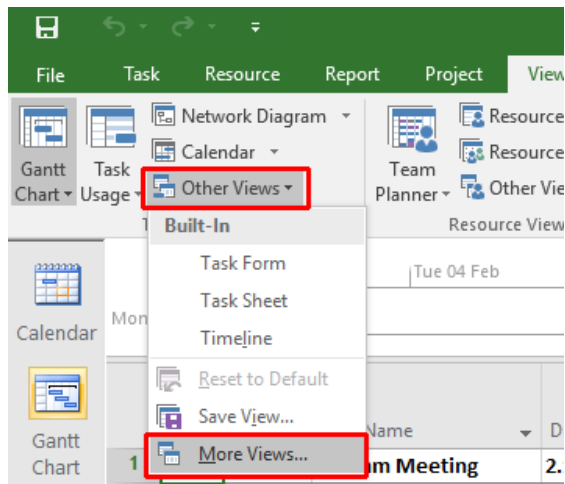 File Task Resource Report Project View
Network Diagram Resource
Calendar Resource
Gantt Chart Task Usage Other Views Team Planner Other Vie
Resource View
Built-In
Task Form
Task Sheet
Timeline
Reset to Default
Save View...
More Views...
Tue 04 Feb
Mon
Calendar
Gantt
Chart
Name D
1 am Meeting 2.